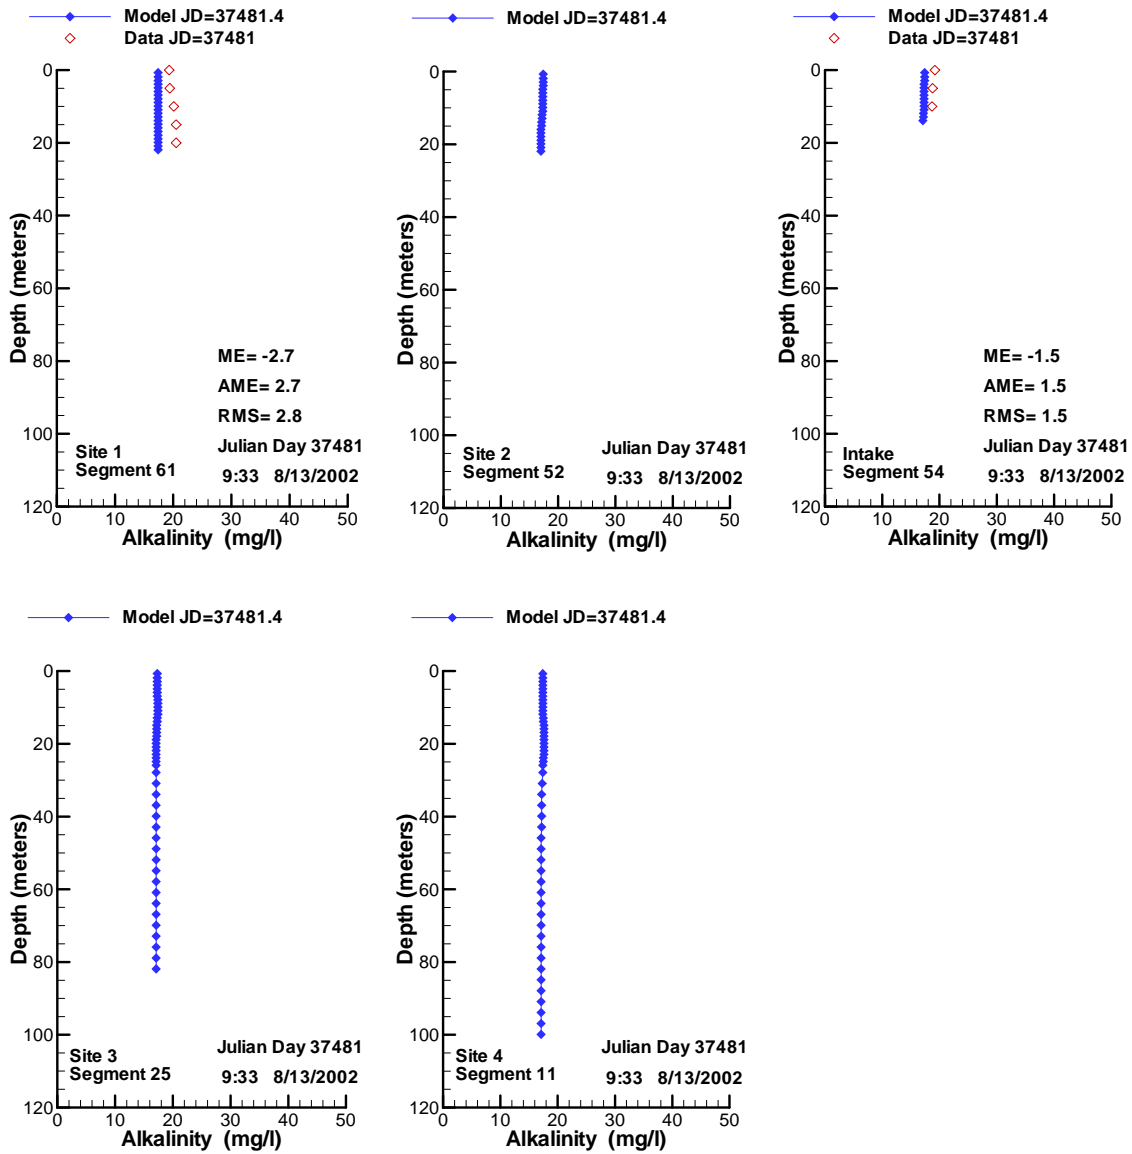 Model JD=37481.4
Data JD=37481
0
20
40
60
80
100
120
Depth (meters)
ME= -2.7
AME= 2.7
RMS= 2.8
Site 1
Segment 61
Julian Day 37481
9:33 8/13/2002
0 10 20 30 40 50
Alkalinity (mg/l)
Model JD=37481.4
0
20
40
60
80
100
120
Depth (meters)
Site 2
Segment 52
Julian Day 37481
9:33 8/13/2002
0 10 20 30 40 50
Alkalinity (mg/l)
Model JD=37481.4
Data JD=37481
0
20
40
60
80
100
120
Depth (meters)
ME= -1.5
AME= 1.5
RMS= 1.5
Intake
Segment 54
Julian Day 37481
9:33 8/13/2002
0 10 20 30 40 50
Alkalinity (mg/l)
Model JD=37481.4
0
20
40
60
80
100
120
Depth (meters)
Site 3
Segment 25
Julian Day 37481
9:33 8/13/2002
0 10 20 30 40 50
Alkalinity (mg/l)
Model JD=37481.4
0
20
40
60
80
100
120
Depth (meters)
Site 4
Segment 11
Julian Day 37481
9:33 8/13/2002
0 10 20 30 40 50
Alkalinity (mg/l)